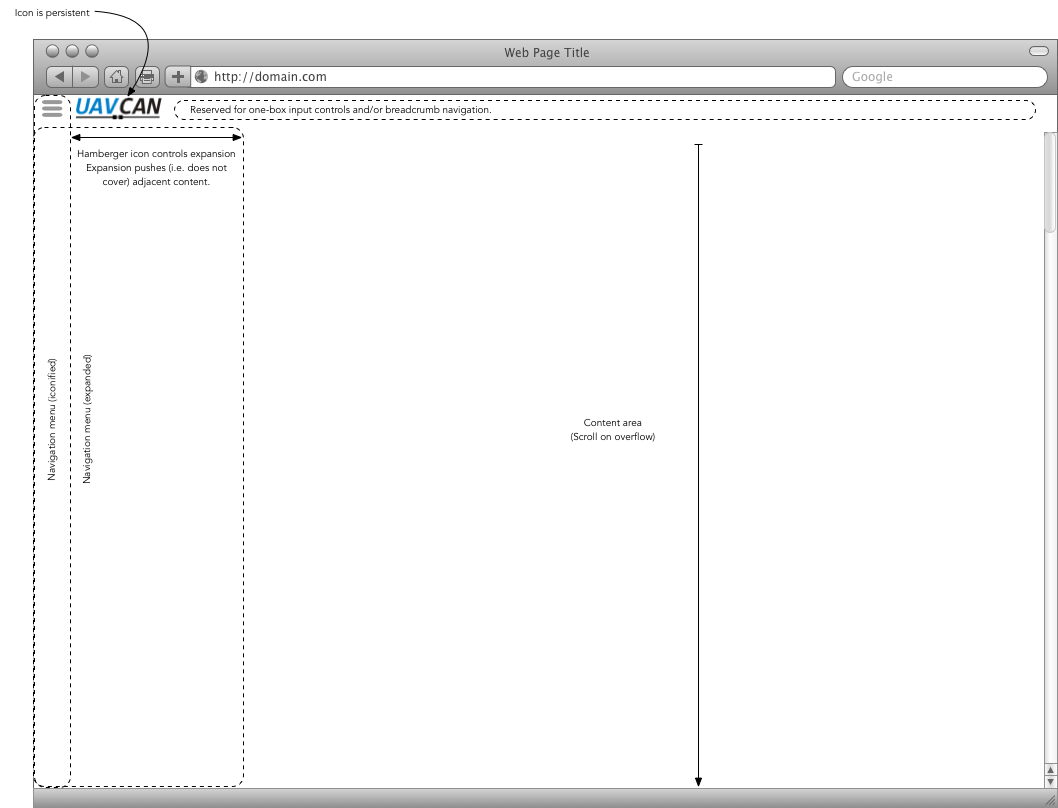 Icon is persistent
Web Page Title
http://domain.com
Google
UAVCAN
Reserved for one-box input controls and/or breadcrumb navigation.
Hamberger icon controls expansion
Expansion pushes (i.e. does not
cover) adjacent content.
Navigation menu (iconified)
Navigation menu (expanded)
Content area
(Scroll on overflow)